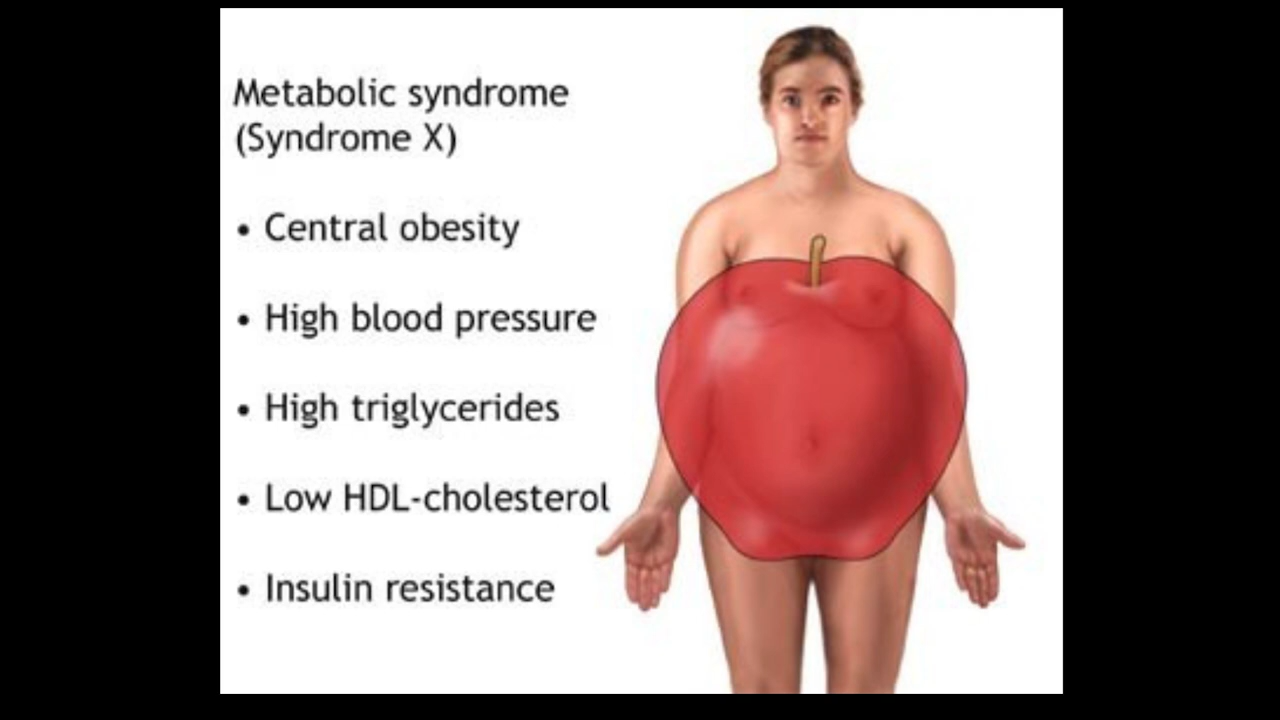 Metabolic syndrome
(Syndrome X)
• Central obesity
• High blood pressure
• High triglycerides
• Low HDL-cholesterol
• Insulin resistance